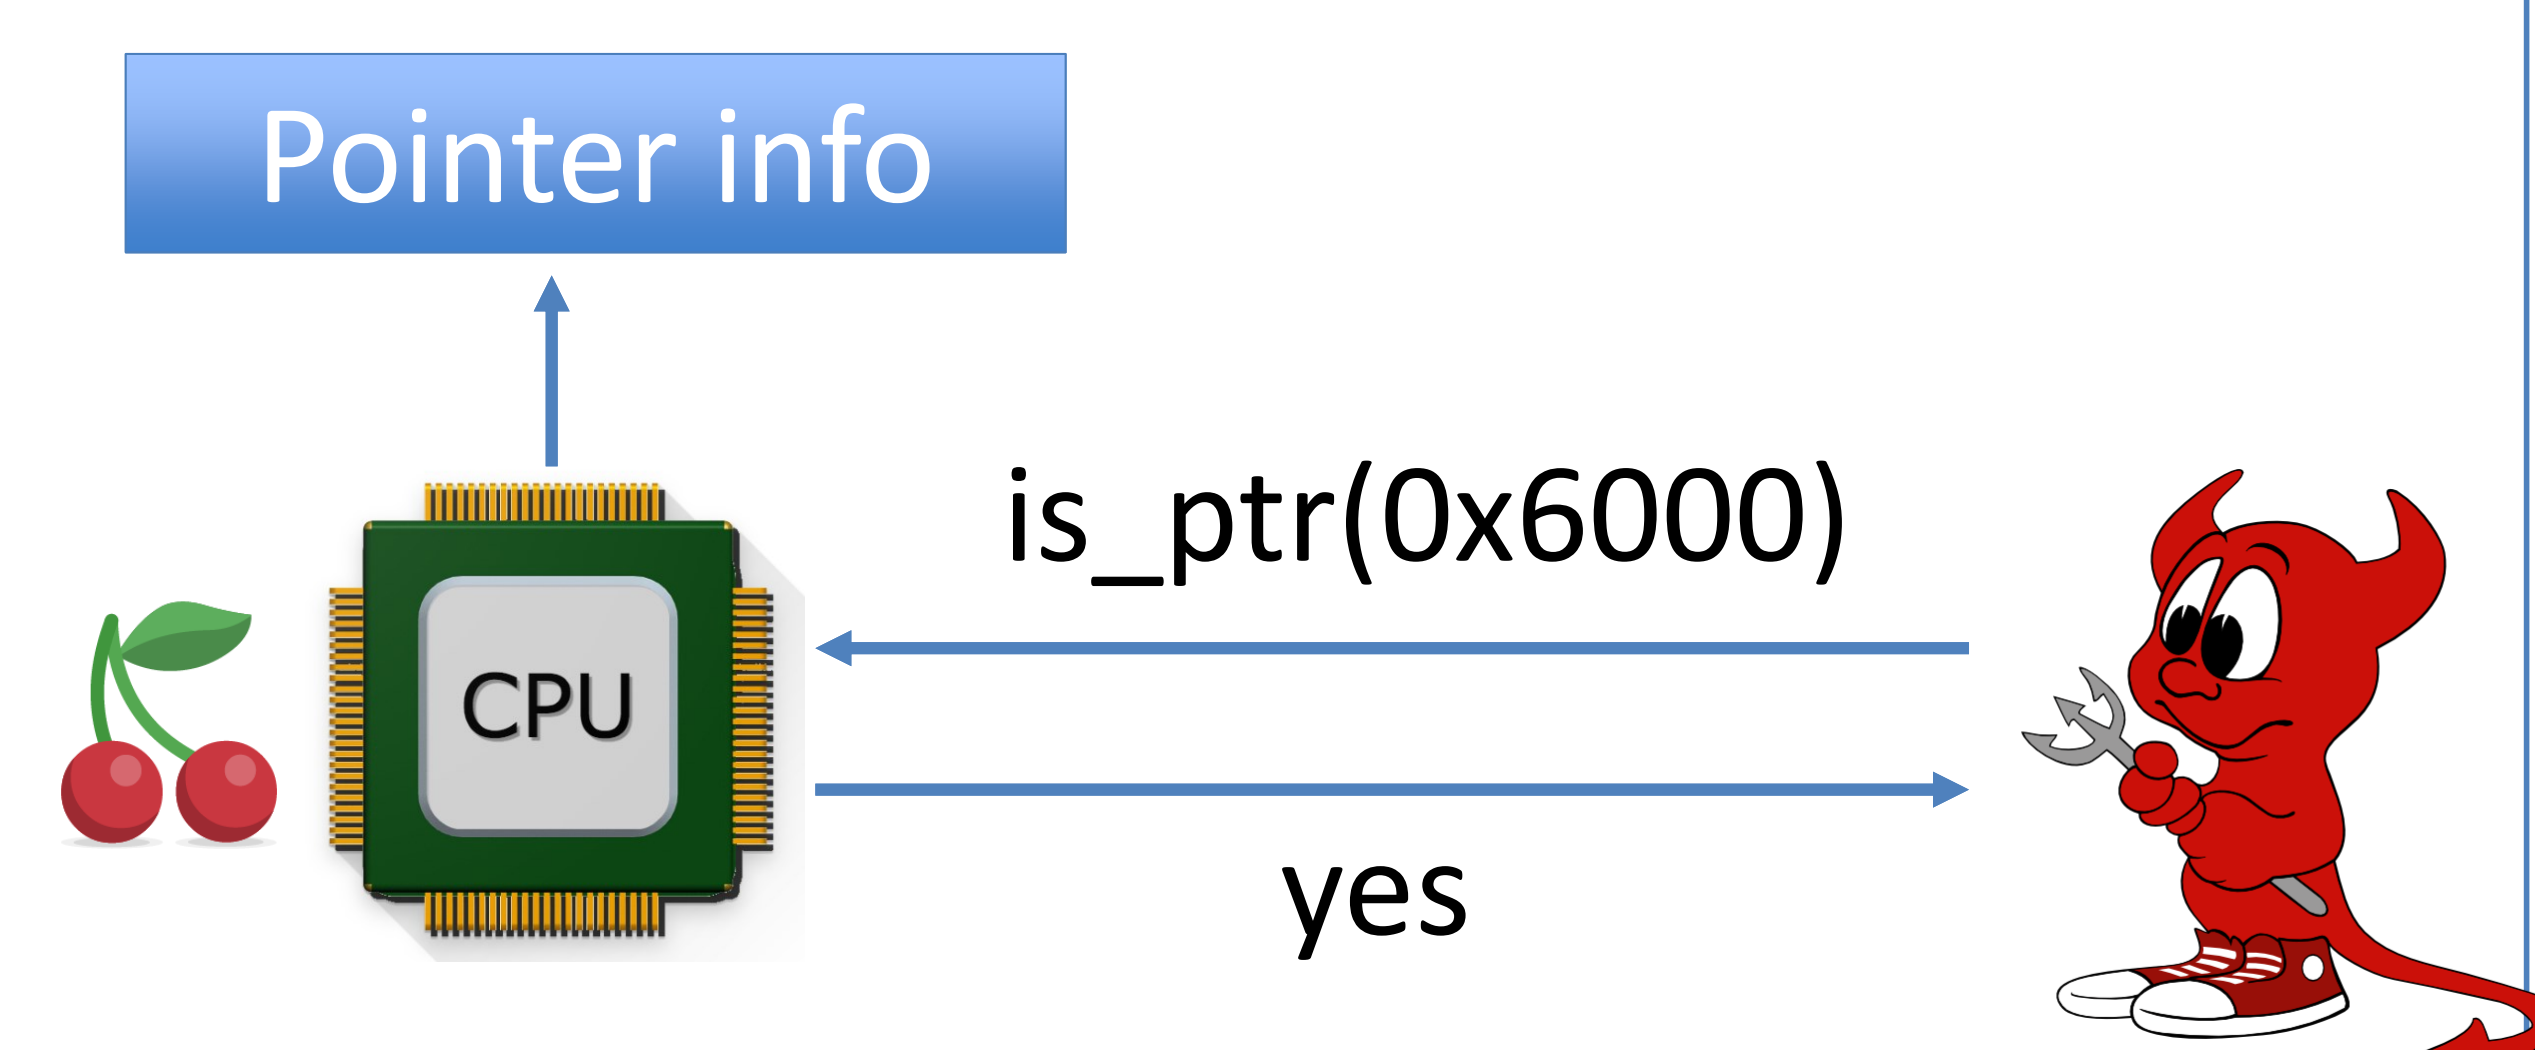 Pointer info
is_ptr(0x6000)
CPU
yes